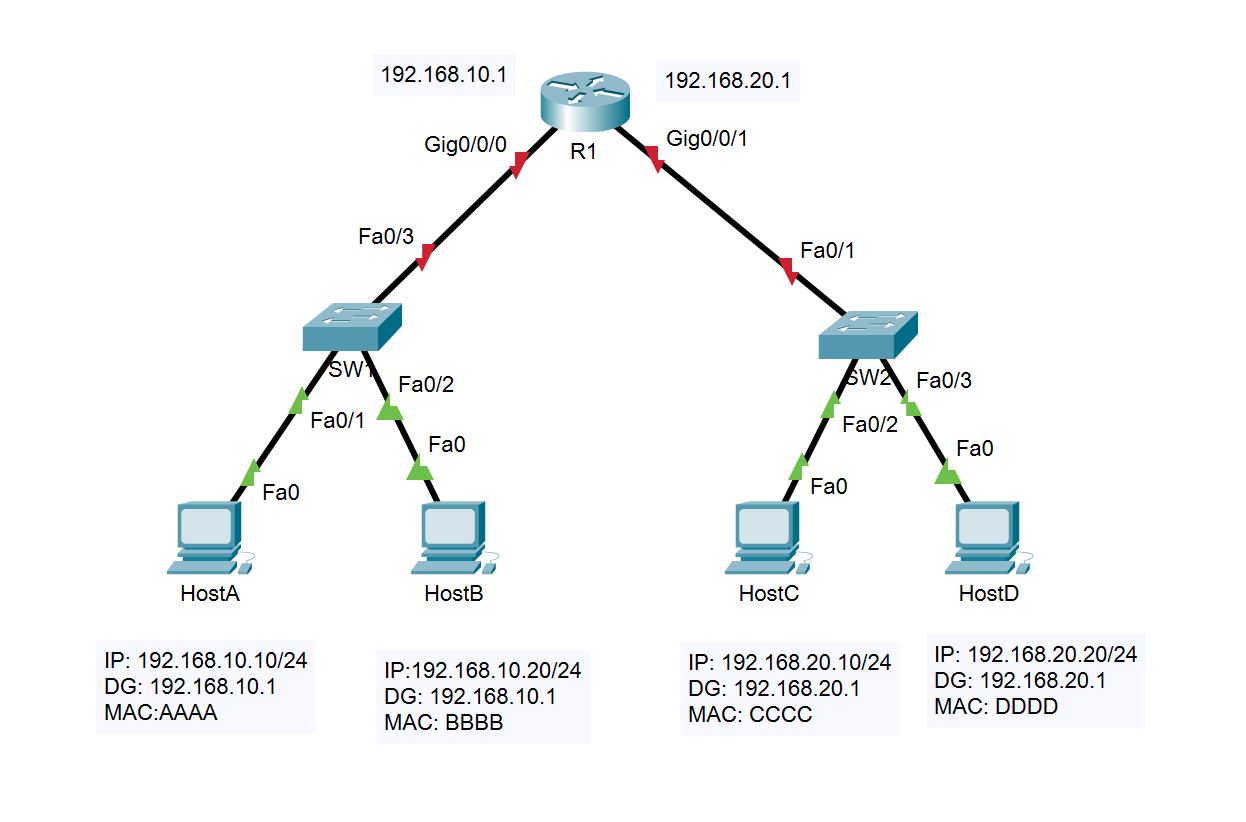 192.168.10.1
192.168.20.1
Gig0/0/0
Gig0/0/1
R1
Fa0/3
Fa0/1
SW1
SW2
Fa0/2
Fa0/3
Fa0/1
Fa0/2
Fa0
Fa0
Fa0
Fa0
HostA
HostB
HostC
HostD
IP: 192.168.10.10/24
DG: 192.168.10.1
MAC:AAAA
IP:192.168.10.20/24
DG: 192.168.10.1
MAC: BBBB
IP: 192.168.20.10/24
DG: 192.168.20.1
MAC: CCCC
IP: 192.168.20.20/24
DG: 192.168.20.1
MAC: DDDD